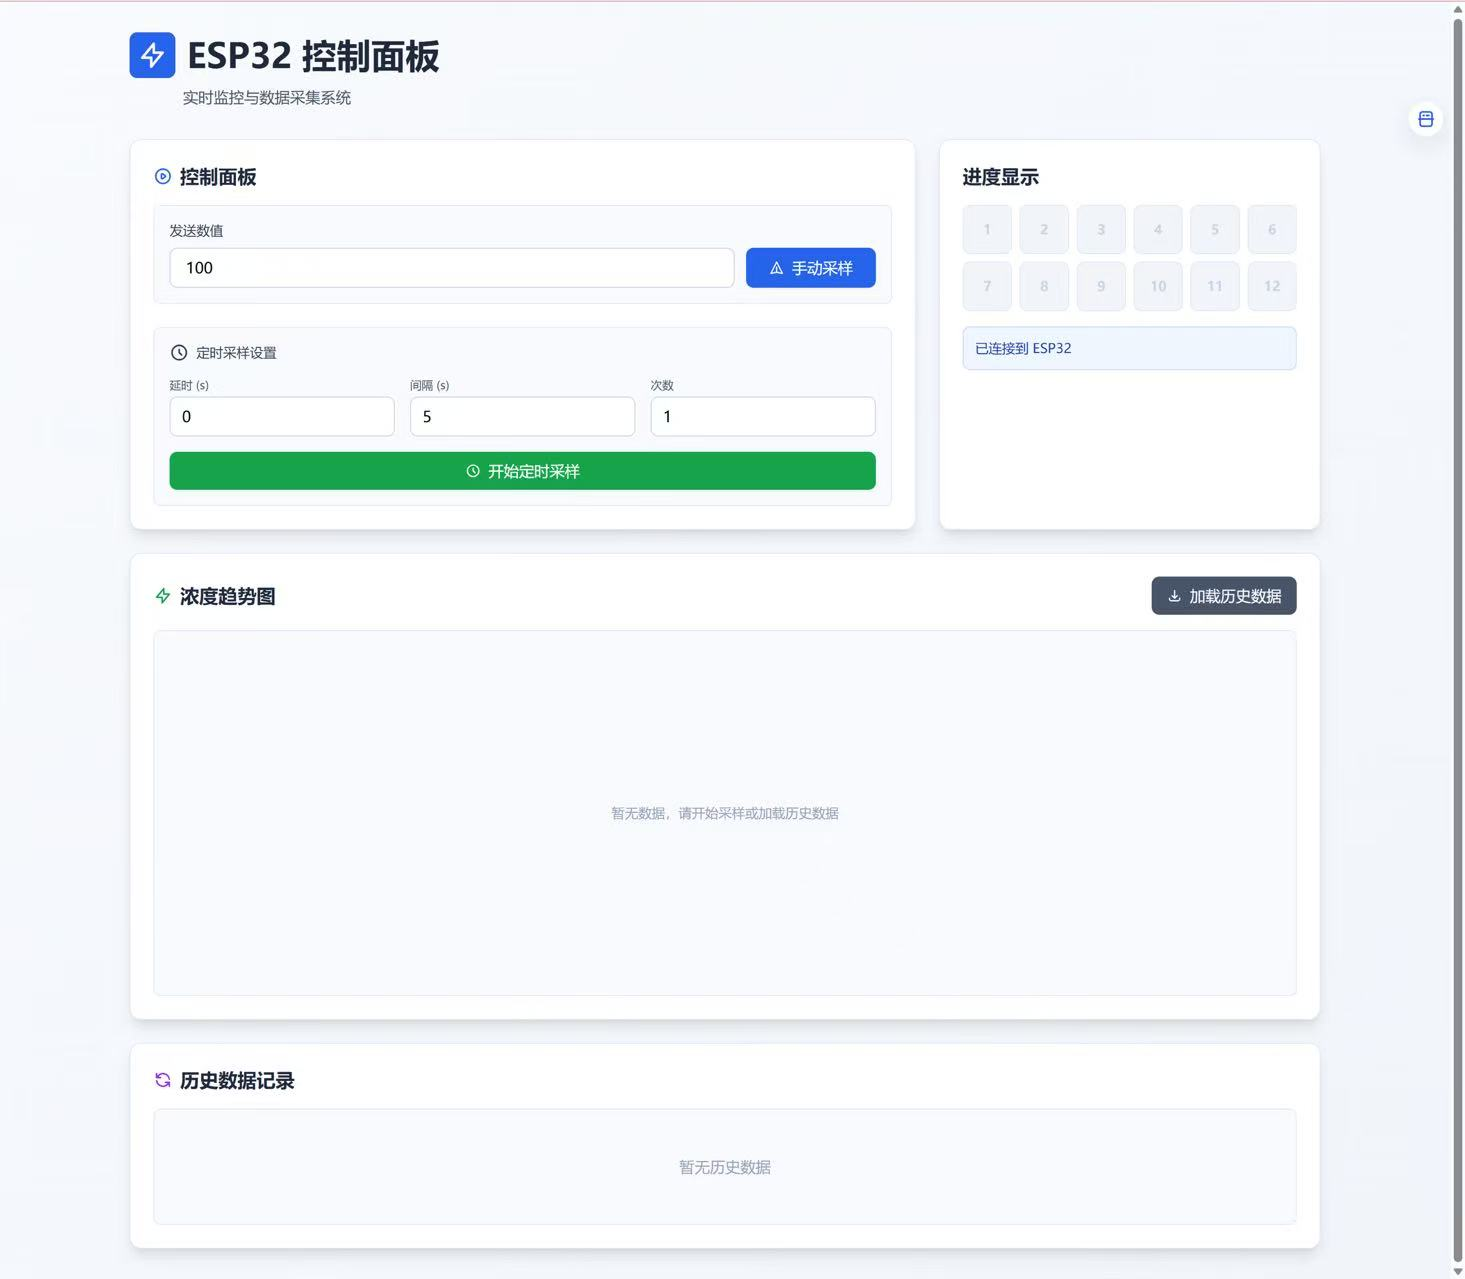 ESP32 控制面板
实时监控与数据采集系统
控制面板
发送数值
100
手动采样
定时采样设置
延时 (s)
间隔 (s)
次数
0
5
1
开始定时采样
进度显示
1 2 3 4 5 6
7 8 9 10 11 12
已连接到 ESP32
浓度趋势图
加载历史数据
暂无数据，请开始采样或加载历史数据
历史数据记录
暂无历史数据